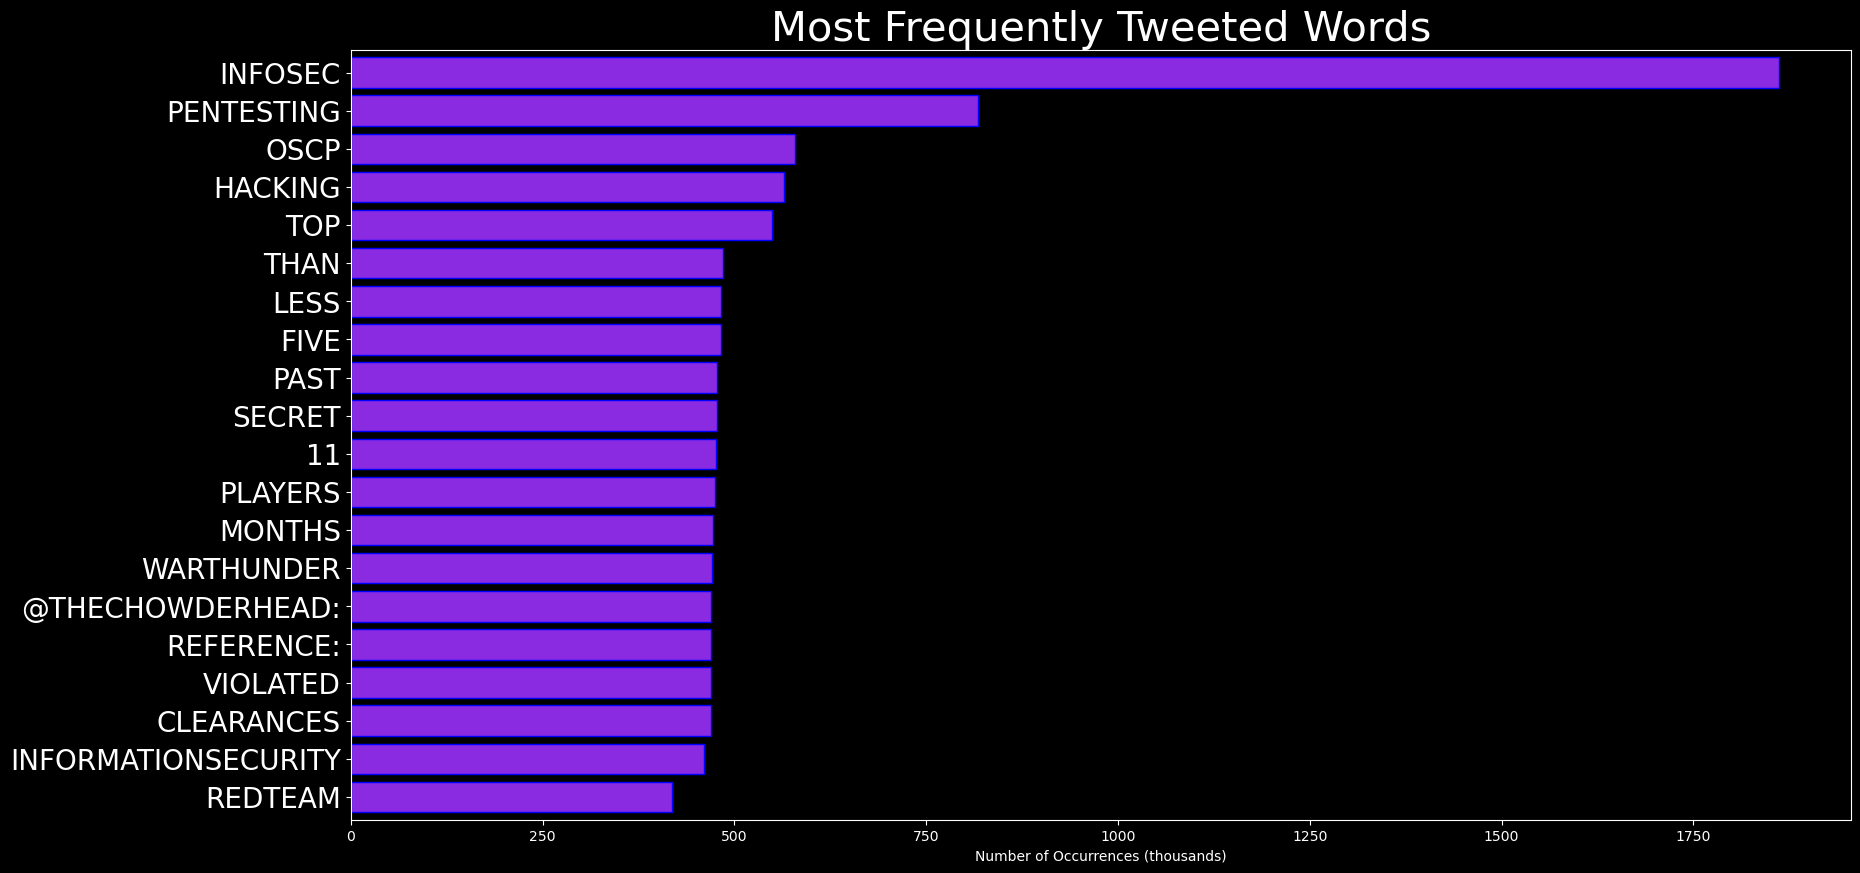 Most Frequently Tweeted Words
INFOSEC
PENTESTING
OSCP
HACKING
TOP
THAN
LESS
FIVE
PAST
SECRET
11
PLAYERS
MONTHS
WARTHUNDER
@THECHOWDERHEAD:
REFERENCE:
VIOLATED
CLEARANCES
INFORMATIONSECURITY
REDTEAM
0 250 500 750 1000 1250 1500 1750
Number of Occurrences (thousands)